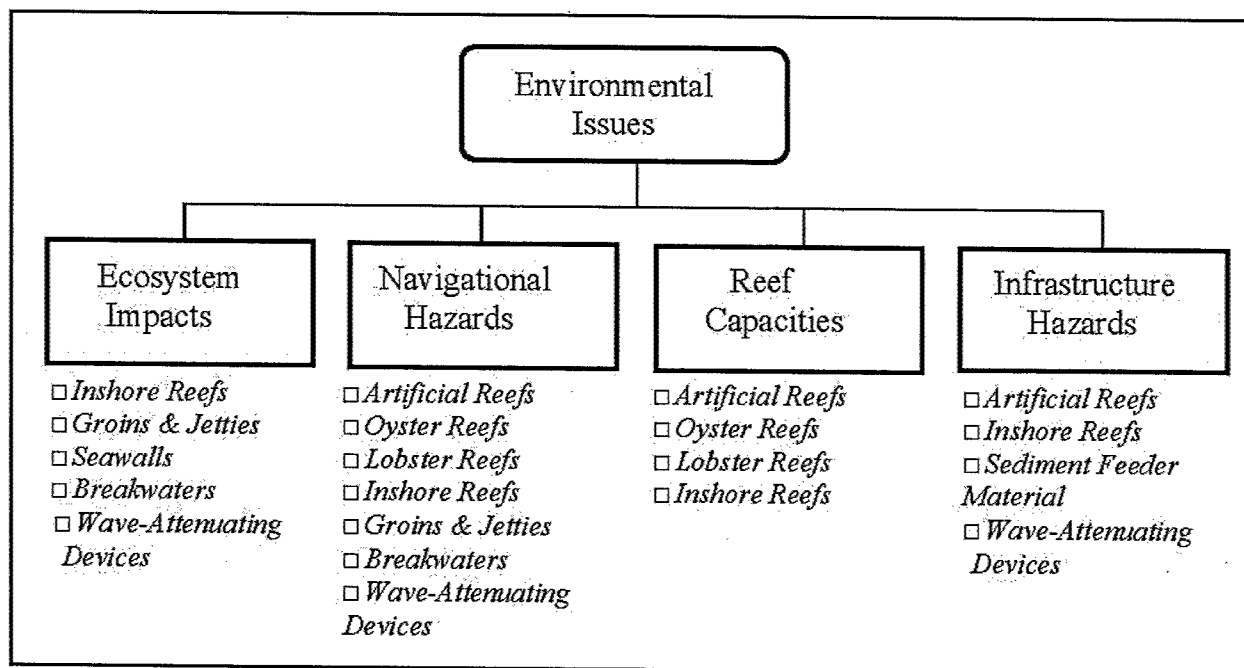 Environmental
Issues
Ecosystem
Impacts
□ Inshore Reefs
□ Groins & Jetties
□ Seawalls
□ Breakwaters
□ Wave-Attenuating
Devices
Navigational
Hazards
□ Artificial Reefs
□ Oyster Reefs
□ Lobster Reefs
□ Inshore Reefs
□ Groins & Jetties
□ Breakwaters
□ Wave-Attenuating
Devices
Reef
Capacities
□ Artificial Reefs
□ Oyster Reefs
□ Lobster Reefs
□ Inshore Reefs
Infrastructure
Hazards
□ Artificial Reefs
□ Inshore Reefs
□ Sediment Feeder
Material
□ Wave-Attenuating
Devices